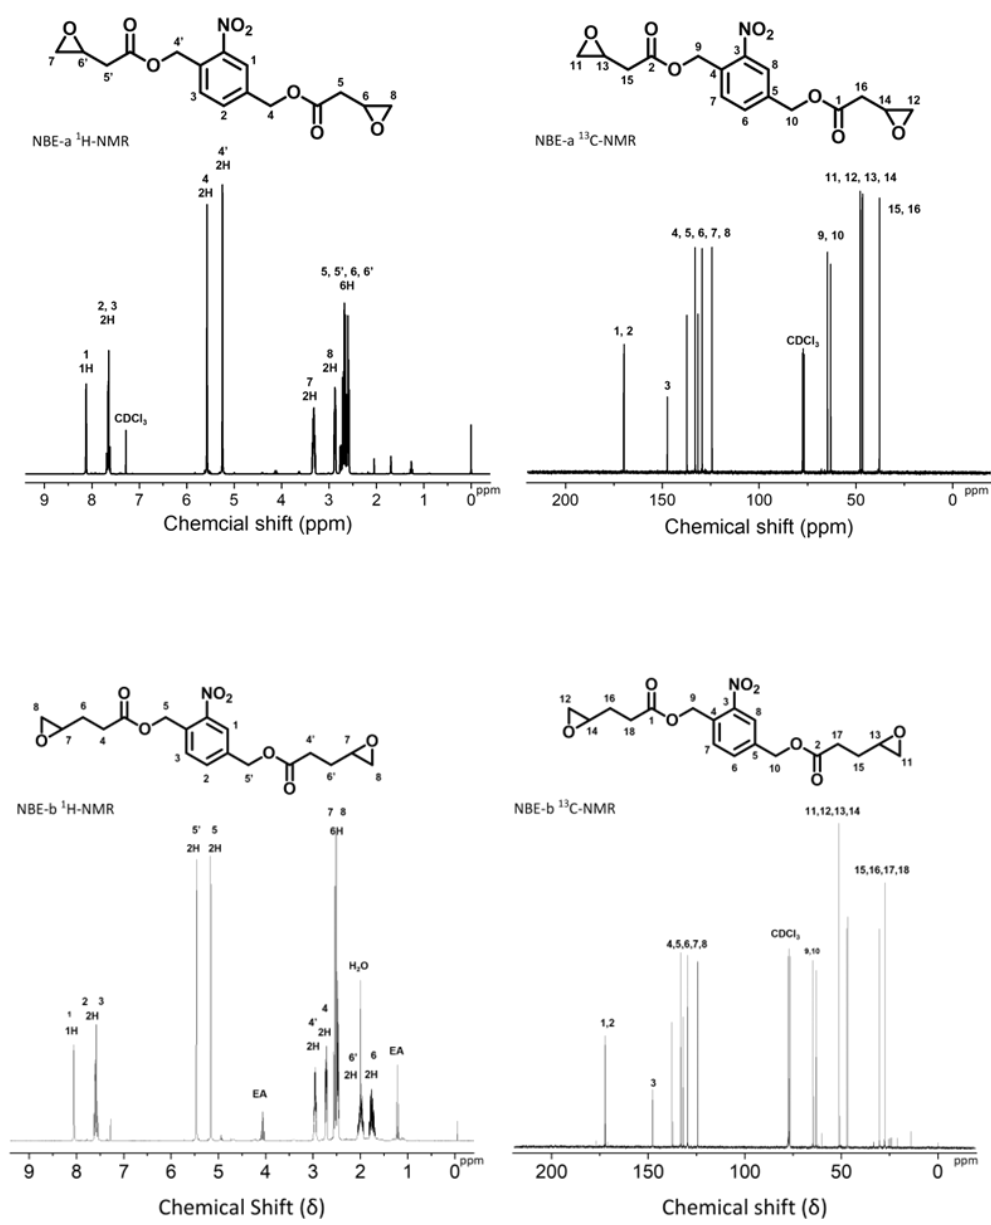 O
7
6'
5'
O
O
4'
NO₂
1
3
2
4
O
O
5
6
8
O
NBE-a ¹H-NMR
1
1H
2, 3
2H
CDCl₃
4
2H
4'
2H
7
2H
8
2H
5, 5', 6, 6'
6H
9 8 7 6 5 4 3 2 1 0 ppm
Chemcial shift (ppm)
O
11
13
15
O
2
O
9
NO₂
3
8
4
7
6
5
10
O
1
O
16
14
12
O
NBE-a ¹³C-NMR
1, 2
3
4, 5, 6, 7, 8
CDCl₃
9, 10
11, 12, 13, 14
15, 16
200 150 100 50 0 ppm
Chemical shift (ppm)
8
O
7
6
4
O
O
5
NO₂
1
3
2
5'
O
O
4'
6'
7
O
8
NBE-b ¹H-NMR
1
1H
2 3
2H
5' 5
2H 2H
EA
4'
2H
4
2H
7 8
6H
H₂O
6'
2H
6
2H
EA
9 8 7 6 5 4 3 2 1 0 ppm
Chemical Shift (δ)
12
O
14
16
18
O
1
O
9
NO₂
3
8
4
7
6
5
10
O
2
O
17
15
13
O
11
NBE-b ¹³C-NMR
1,2
3
4,5,6,7,8
CDCl₃
9,10
11,12,13,14
15,16,17,18
200 150 100 50 0 ppm
Chemical Shift (δ)